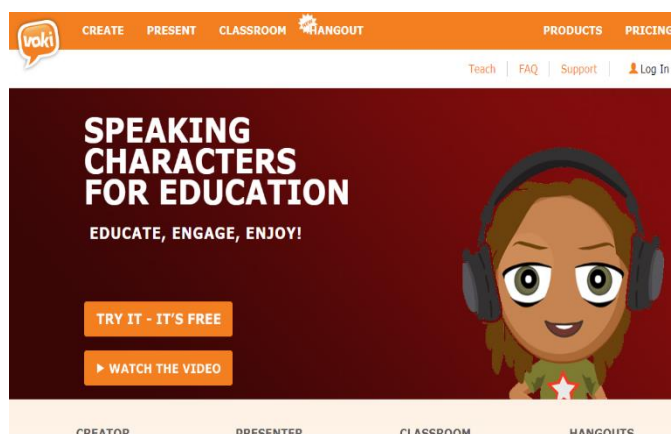 voki
CREATE PRESENT CLASSROOM HANGOUT PRODUCTS PRICING
Teach FAQ Support Log In
SPEAKING
CHARACTERS
FOR EDUCATION
EDUCATE, ENGAGE, ENJOY!
TRY IT - IT'S FREE
WATCH THE VIDEO
CREATOR PRESENTER CLASSROOM HANGOUTS